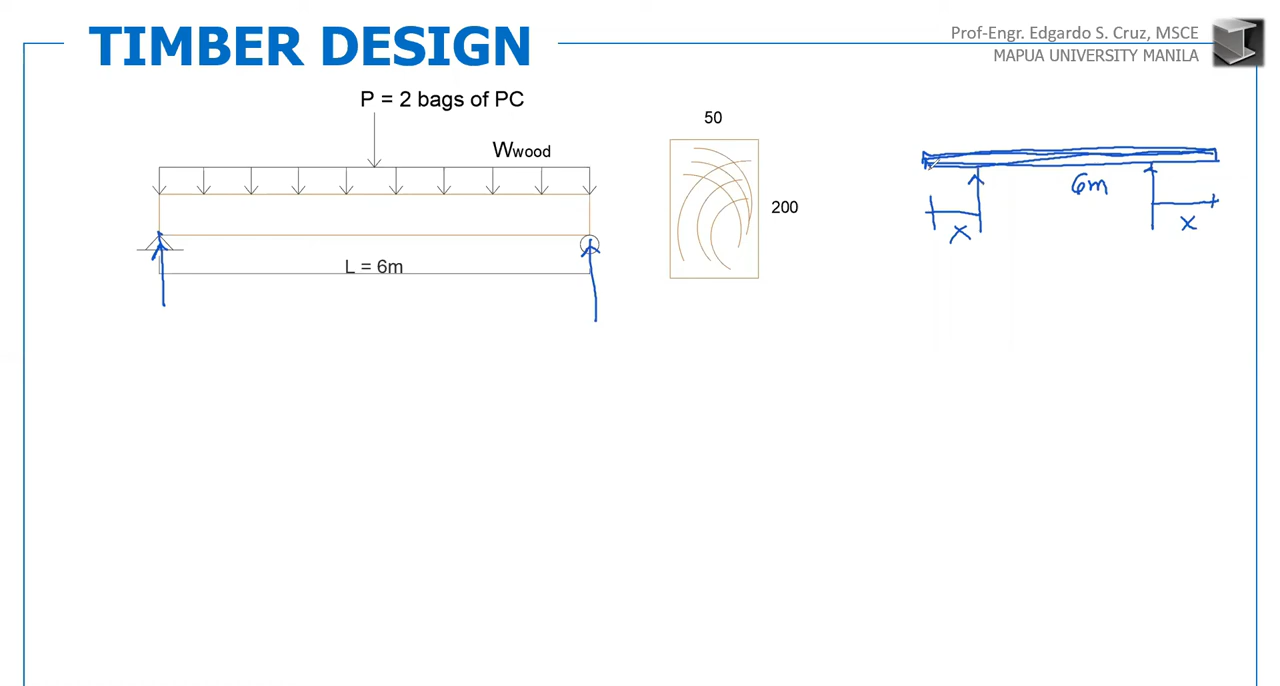 Prof-Engr. Edgardo S. Cruz, MSCE
TIMBER DESIGN
MAPUA UNIVERSITY MANILA
P = 2 bags of PC
50
Wwood
200
6m
x
x
L = 6m